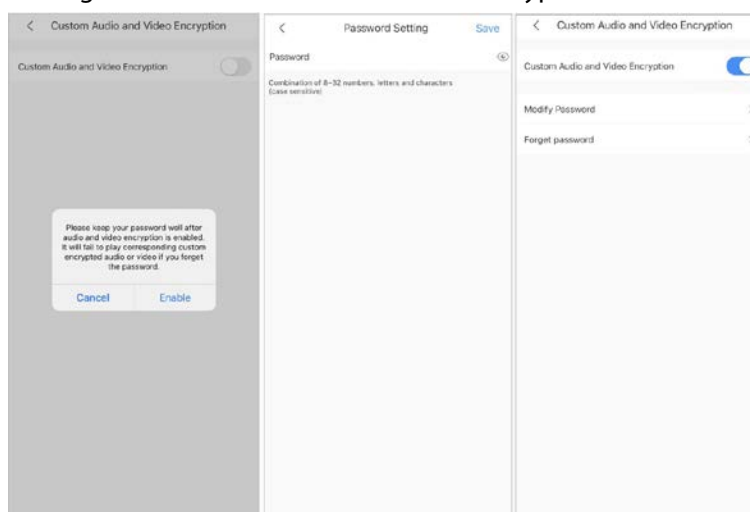 Custom Audio and Video Encryption
Custom Audio and Video Encryption
Please keep your password well after
audio and video encryption is enabled.
It will fail to play corresponding custom
encrypted audio or video if you forget
the password.
Cancel
Enable
Password Setting
Save
Password
Combination of 8-32 numbers, letters and characters
(case sensitive)
Custom Audio and Video Encryption
Custom Audio and Video Encryption
Modify Password
Forget password